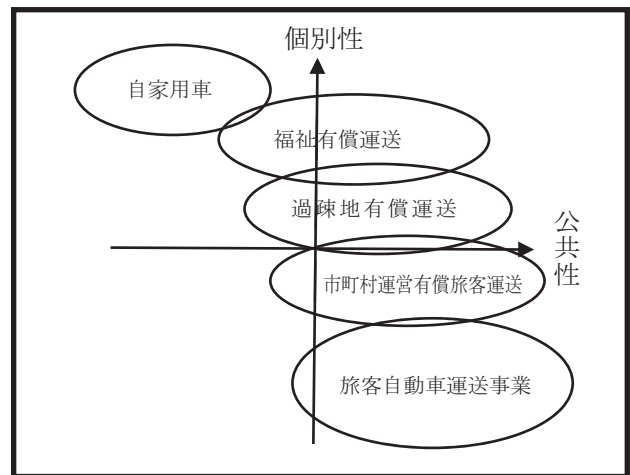 個別性
自家用車
福祉有償運送
過疎地有償運送
公共性
市町村運営有償旅客運送
旅客自動車運送事業